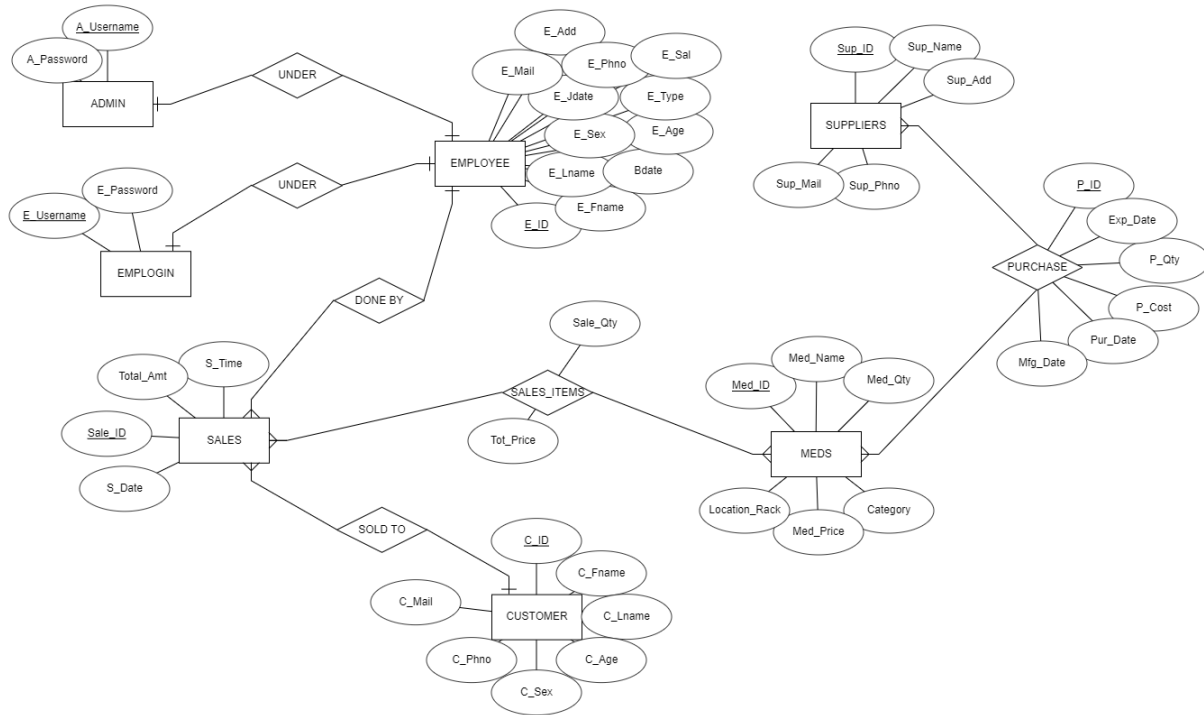 A_Username
A_Password
ADMIN
UNDER
E_Add
E_Mail
E_Phno
E_Sal
E_Jdate
E_Type
E_Sex
E_Age
EMPLOYEE
E_Lname
Bdate
E_Fname
E_ID
UNDER
E_Password
E_Username
EMPLOGIN
DONE BY
Sup_ID
Sup_Name
Sup_Add
SUPPLIERS
Sup_Mail
Sup_Phno
P_ID
Exp_Date
P_Qty
PURCHASE
P_Cost
Pur_Date
Mfg_Date
S_Time
Total_Amt
Sale_ID
SALES
S_Date
Sale_Qty
SALES_ITEMS
Tot_Price
Med_Name
Med_ID
Med_Qty
MEDS
Location_Rack
Med_Price
Category
SOLD TO
C_ID
C_Fname
C_Mail
CUSTOMER
C_Lname
C_Phno
C_Age
C_Sex